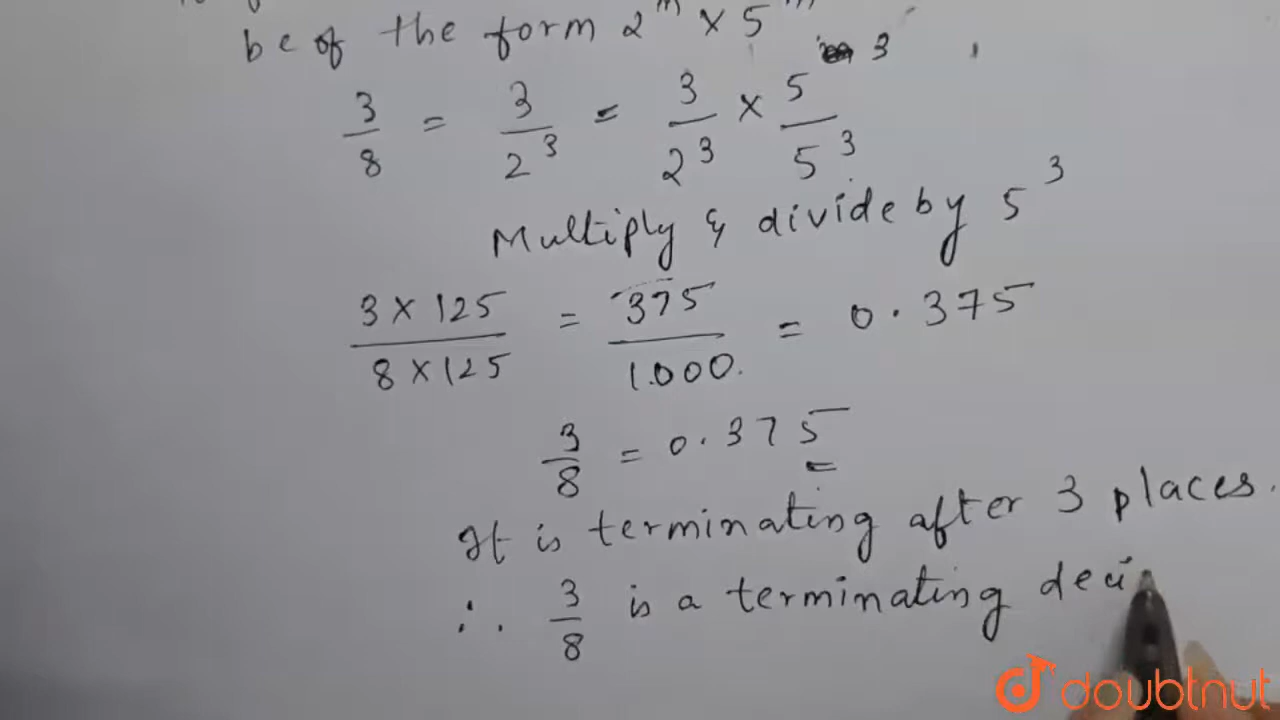 be of the form 2^m × 5^m
3/8 = 3/2^3 = 3/2^3 × 5^3/5^3
Multiply & divide by 5^3
3×125/8×125 = 375/1000. = 0.375
3/8 = 0.375
It is terminating after 3 places.
∴ 3/8 is a terminating deci
doubtnut